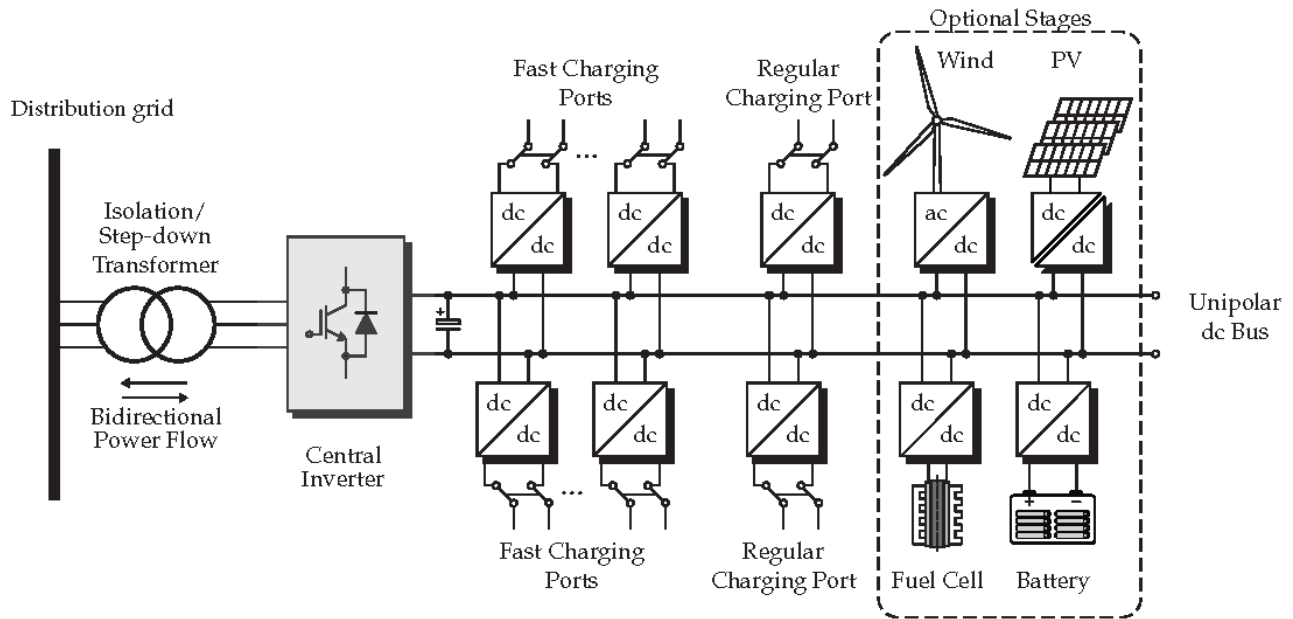 Optional Stages
Wind
PV
Fast Charging
Ports
Regular
Charging Port
Distribution grid
...
Isolation/
Step-down
Transformer
dc
dc
dc
dc
dc
dc
ac
dc
dc
dc
+
Unipolar
dc Bus
Bidirectional
Power Flow
Central
Inverter
dc
dc
dc
dc
dc
dc
dc
dc
dc
dc
...
+
−
Fast Charging
Ports
Regular
Charging Port
Fuel Cell
Battery